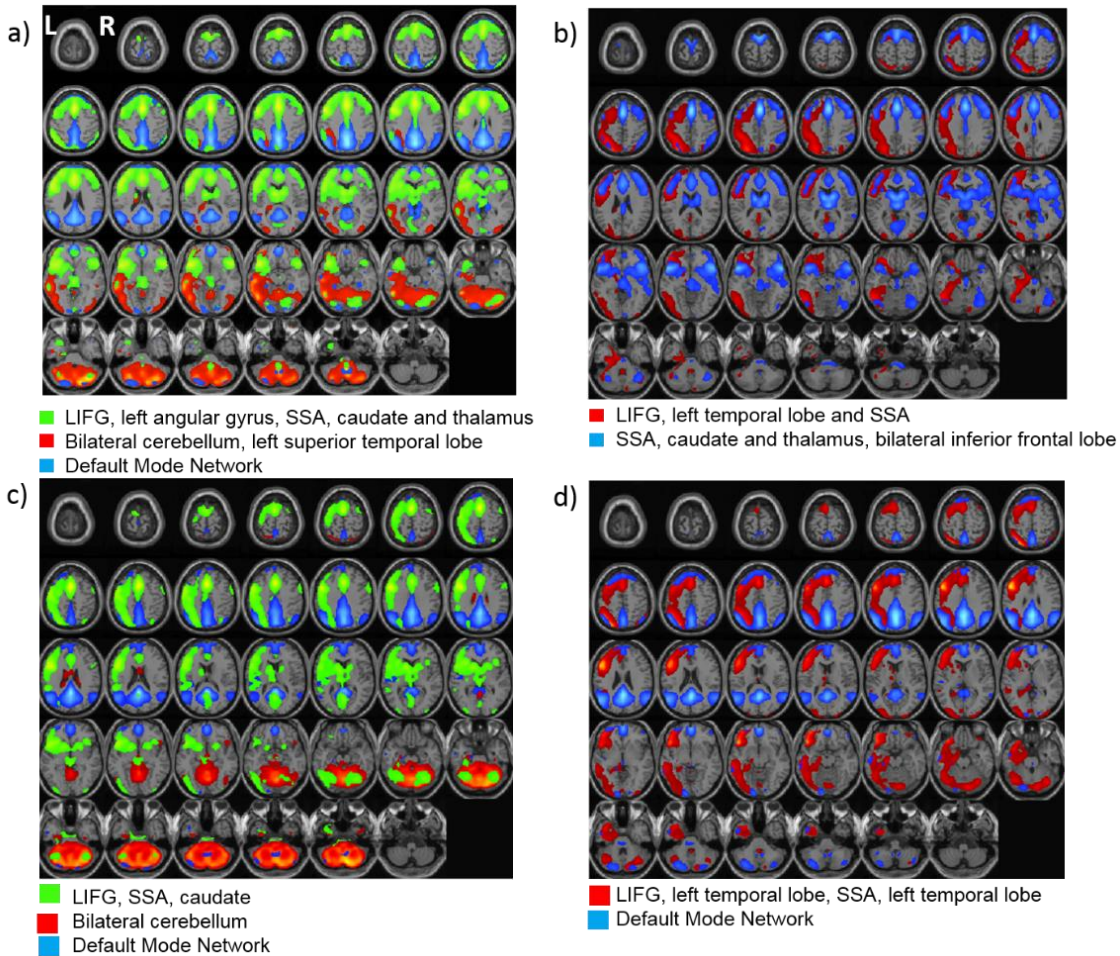 a)
L R
LIFG, left angular gyrus, SSA, caudate and thalamus
Bilateral cerebellum, left superior temporal lobe
Default Mode Network
b)
LIFG, left temporal lobe and SSA
SSA, caudate and thalamus, bilateral inferior frontal lobe
c)
LIFG, SSA, caudate
Bilateral cerebellum
Default Mode Network
d)
LIFG, left temporal lobe, SSA, left temporal lobe
Default Mode Network